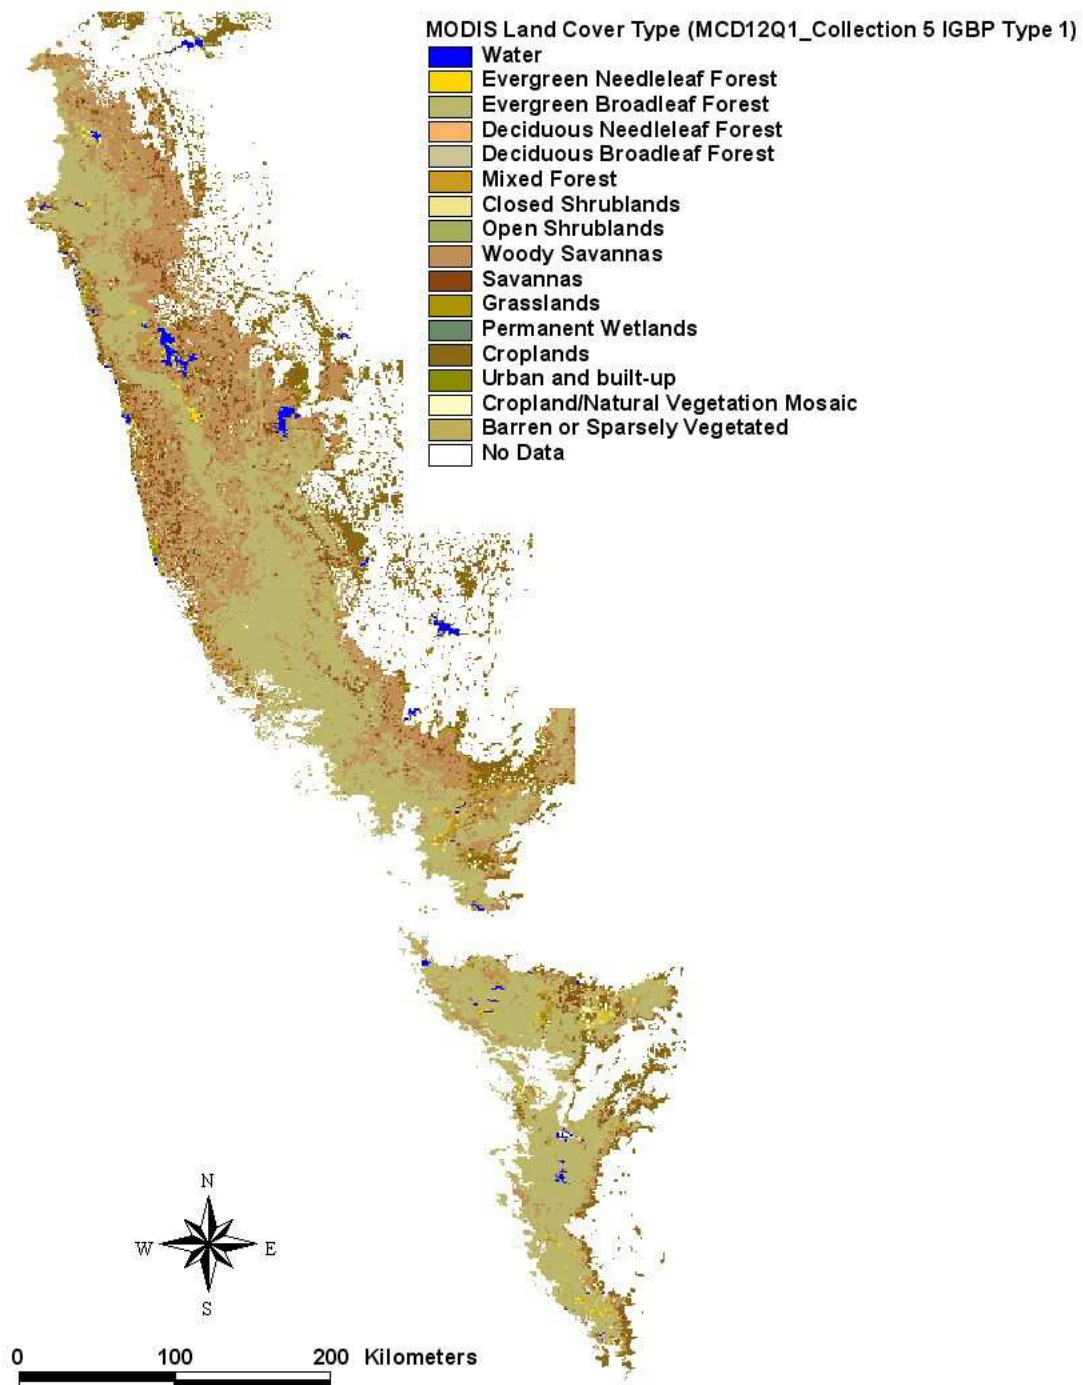 MODIS Land Cover Type (MCD12Q1_Collection 5 IGBP Type 1)
Water
Evergreen Needleleaf Forest
Evergreen Broadleaf Forest
Deciduous Needleleaf Forest
Deciduous Broadleaf Forest
Mixed Forest
Closed Shrublands
Open Shrublands
Woody Savannas
Savannas
Grasslands
Permanent Wetlands
Croplands
Urban and built-up
Cropland/Natural Vegetation Mosaic
Barren or Sparsely Vegetated
No Data
N
W E
S
0 100 200 Kilometers